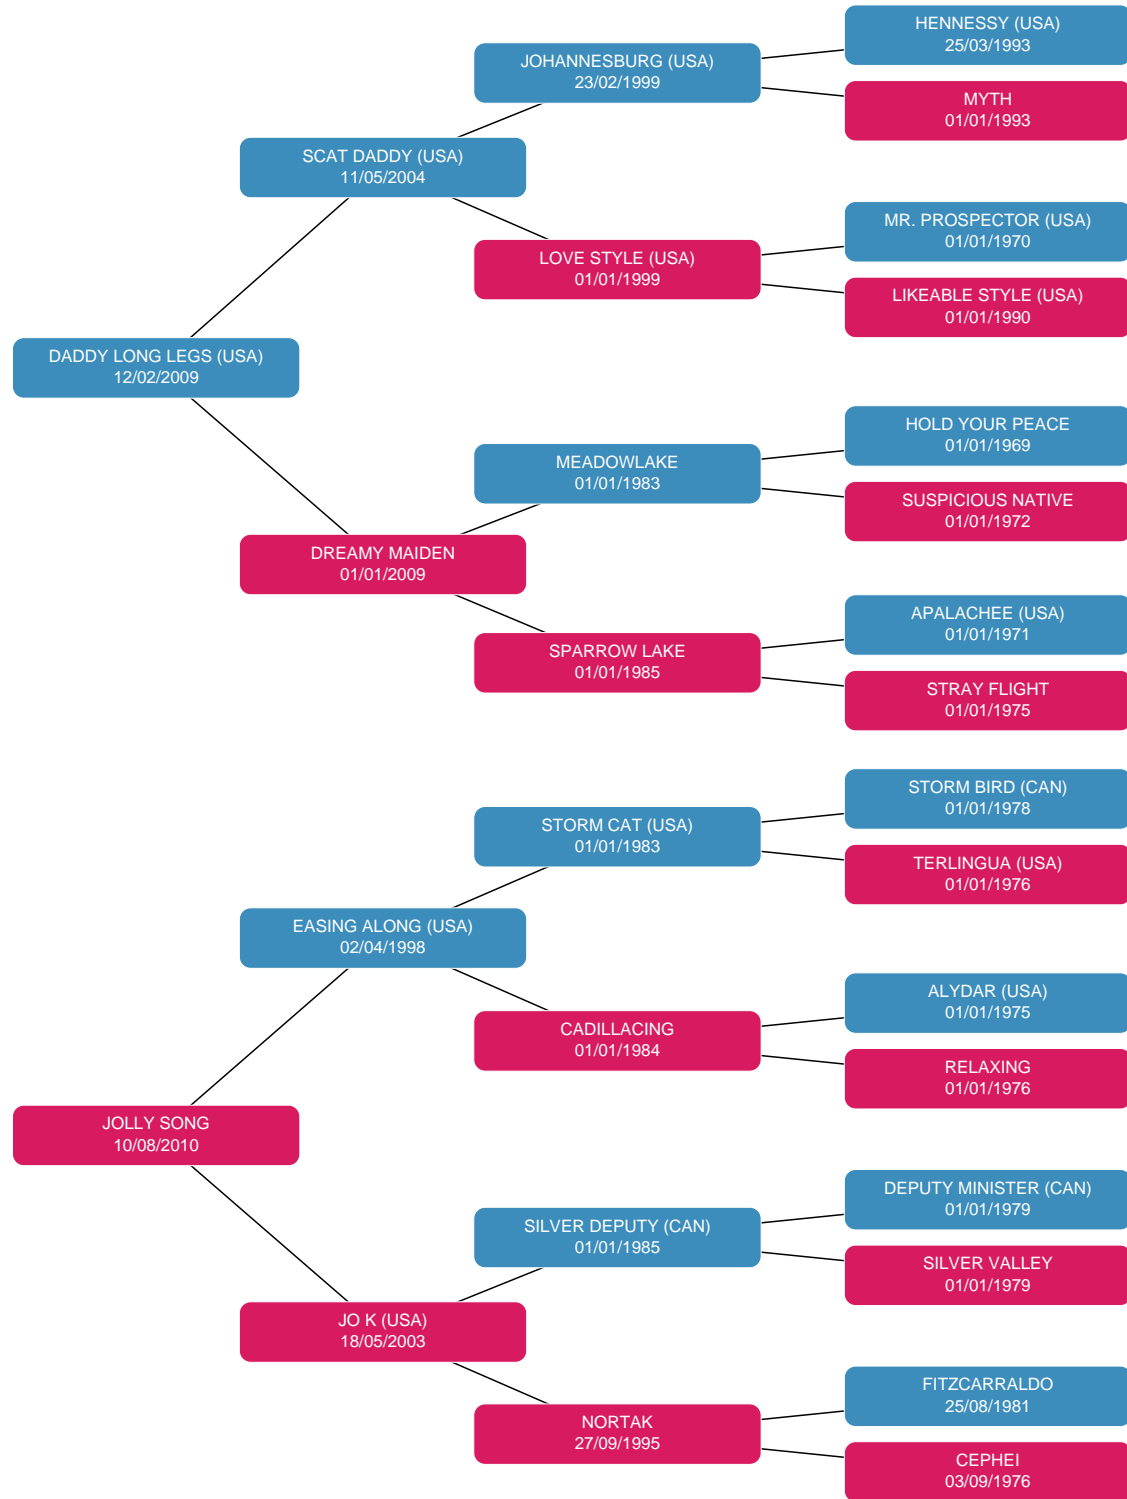 HENNESSY (USA)
25/03/1993
JOHANNESBURG (USA)
23/02/1999
MYTH
01/01/1993
SCAT DADDY (USA)
11/05/2004
MR. PROSPECTOR (USA)
01/01/1970
LOVE STYLE (USA)
01/01/1999
LIKEABLE STYLE (USA)
01/01/1990
DADDY LONG LEGS (USA)
12/02/2009
HOLD YOUR PEACE
01/01/1969
MEADOWLAKE
01/01/1983
SUSPICIOUS NATIVE
01/01/1972
DREAMY MAIDEN
01/01/2009
APALACHEE (USA)
01/01/1971
SPARROW LAKE
01/01/1985
STRAY FLIGHT
01/01/1975
STORM BIRD (CAN)
01/01/1978
STORM CAT (USA)
01/01/1983
TERLINGUA (USA)
01/01/1976
EASING ALONG (USA)
02/04/1998
ALYDAR (USA)
01/01/1975
CADILLACING
01/01/1984
RELAXING
01/01/1976
JOLLY SONG
10/08/2010
DEPUTY MINISTER (CAN)
01/01/1979
SILVER DEPUTY (CAN)
01/01/1985
SILVER VALLEY
01/01/1979
JO K (USA)
18/05/2003
FITZCARRALDO
25/08/1981
NORTAK
27/09/1995
CEPHEI
03/09/1976